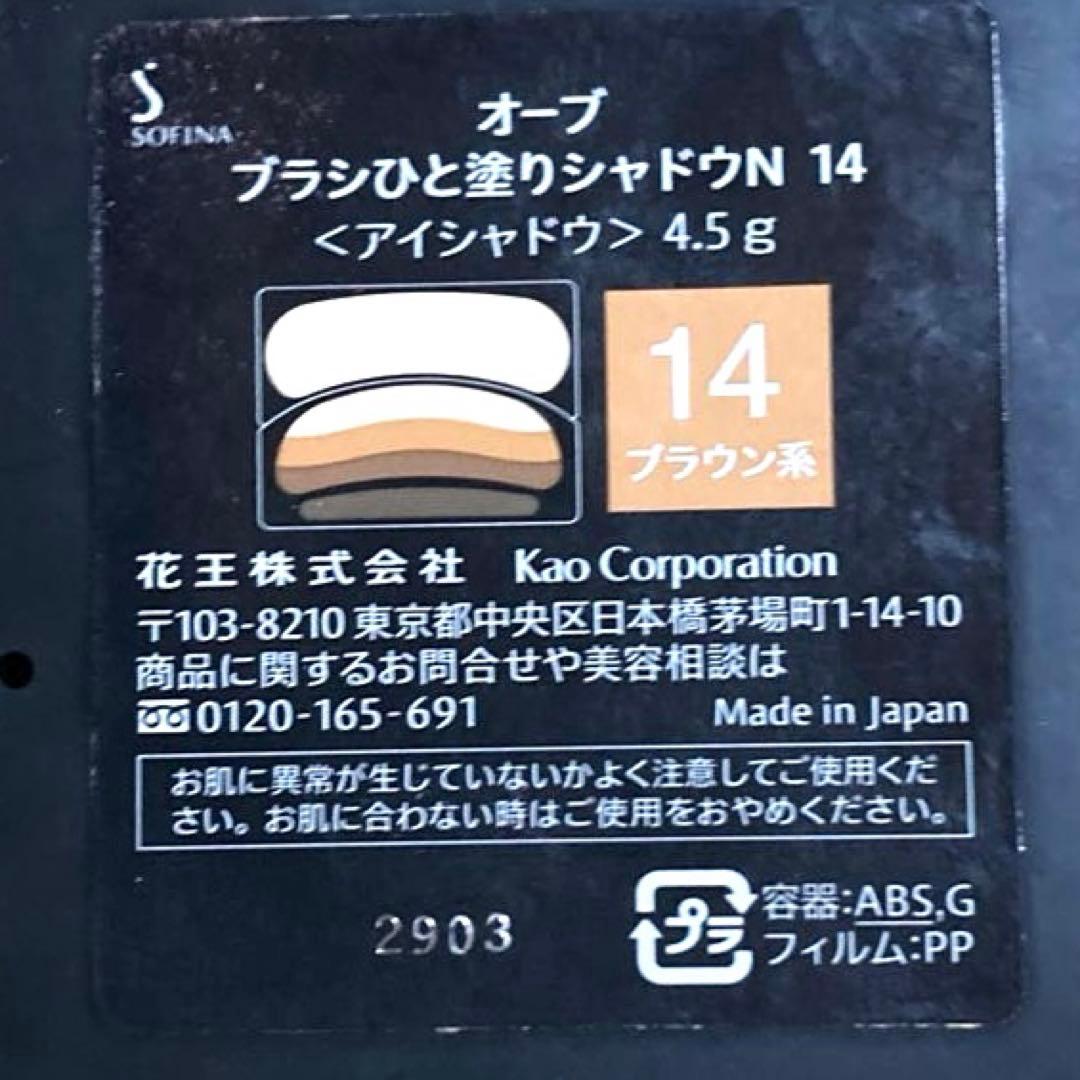 S
SOFINA
オーブ
ブラシひと塗りシャドウN 14
＜アイシャドウ＞ 4.5g
14
ブラウン系
花王株式会社 Kao Corporation
〒103-8210 東京都中央区日本橋茅場町1-14-10
商品に関するお問合せや美容相談は
0120-165-691 Made in Japan
お肌に異常が生じていないかよく注意してご使用くだ
さい。お肌に合わない時はご使用をおやめください。
2903
プラ
容器:ABS,G
フィルム:PP